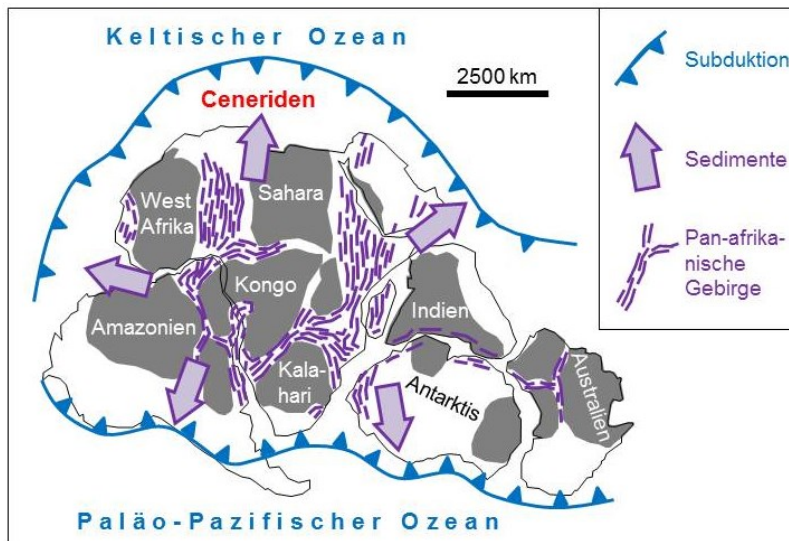 Keltischer Ozean
2500 km
Ceneriden
West
Afrika
Sahara
Kongo
Amazonien
Indien
Kala-
hari
Antarktis
Australien
Paläo-Pazifischer Ozean
Subduktion
Sedimente
Pan-afrika-
nische
Gebirge